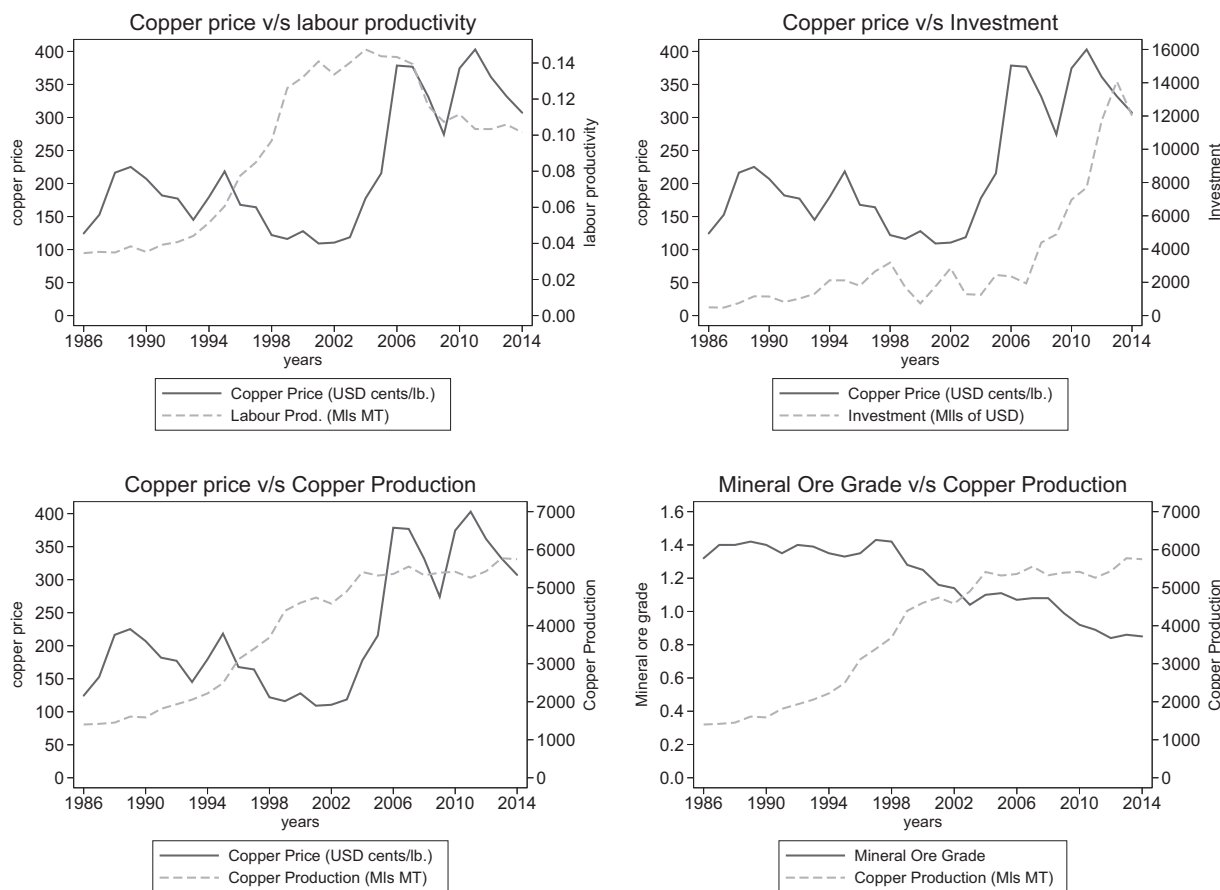 Copper price v/s labour productivity
400
350
300
250
200
150
100
50
0
copper price
0.14
0.12
0.10
0.08
0.06
0.04
0.02
0.00
labour productivity
1986 1990 1994 1998 2002 2006 2010 2014
years
Copper Price (USD cents/lb.)
Labour Prod. (Mls MT)
Copper price v/s Investment
400
350
300
250
200
150
100
50
0
copper price
16000
14000
12000
10000
8000
6000
4000
2000
0
Investment
1986 1990 1994 1998 2002 2006 2010 2014
years
Copper Price (USD cents/lb.)
Investment (Mlls of USD)
Copper price v/s Copper Production
400
350
300
250
200
150
100
50
0
copper price
7000
6000
5000
4000
3000
2000
1000
0
Copper Production
1986 1990 1994 1998 2002 2006 2010 2014
years
Copper Price (USD cents/lb.)
Copper Production (Mls MT)
Mineral Ore Grade v/s Copper Production
1.6
1.4
1.2
1.0
0.8
0.6
0.4
0.2
0.0
Mineral ore grade
7000
6000
5000
4000
3000
2000
1000
0
Copper Production
1986 1990 1994 1998 2002 2006 2010 2014
years
Mineral Ore Grade
Copper Production (Mls MT)